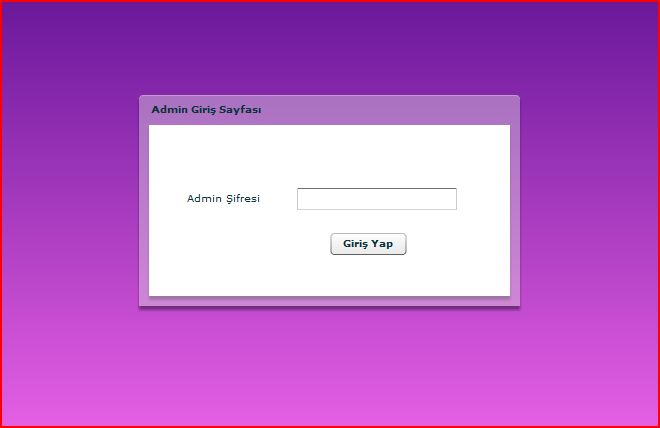 Admin Giriş Sayfası
Admin Şifresi
Giriş Yap